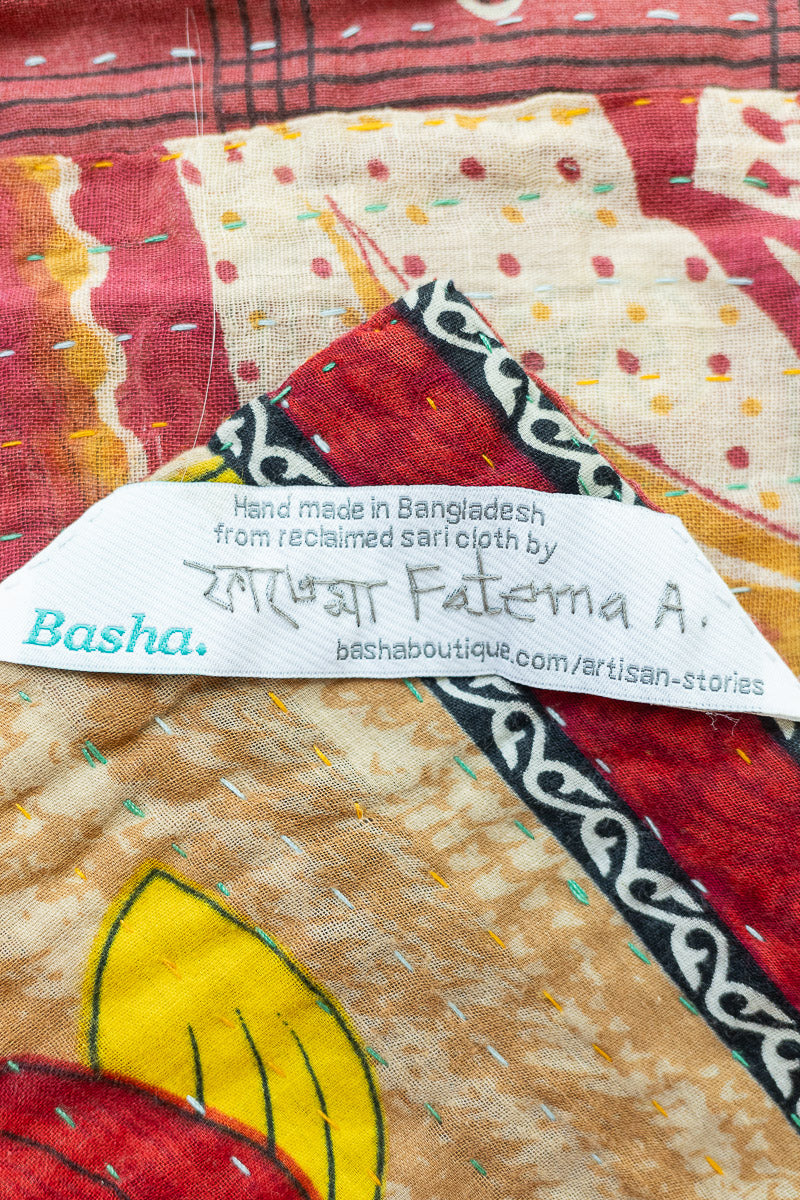 Hand made in Bangladesh
from reclaimed sari cloth by
ফাতেমা Fatema A.
Basha.
bashaboutique.com/artisan-stories